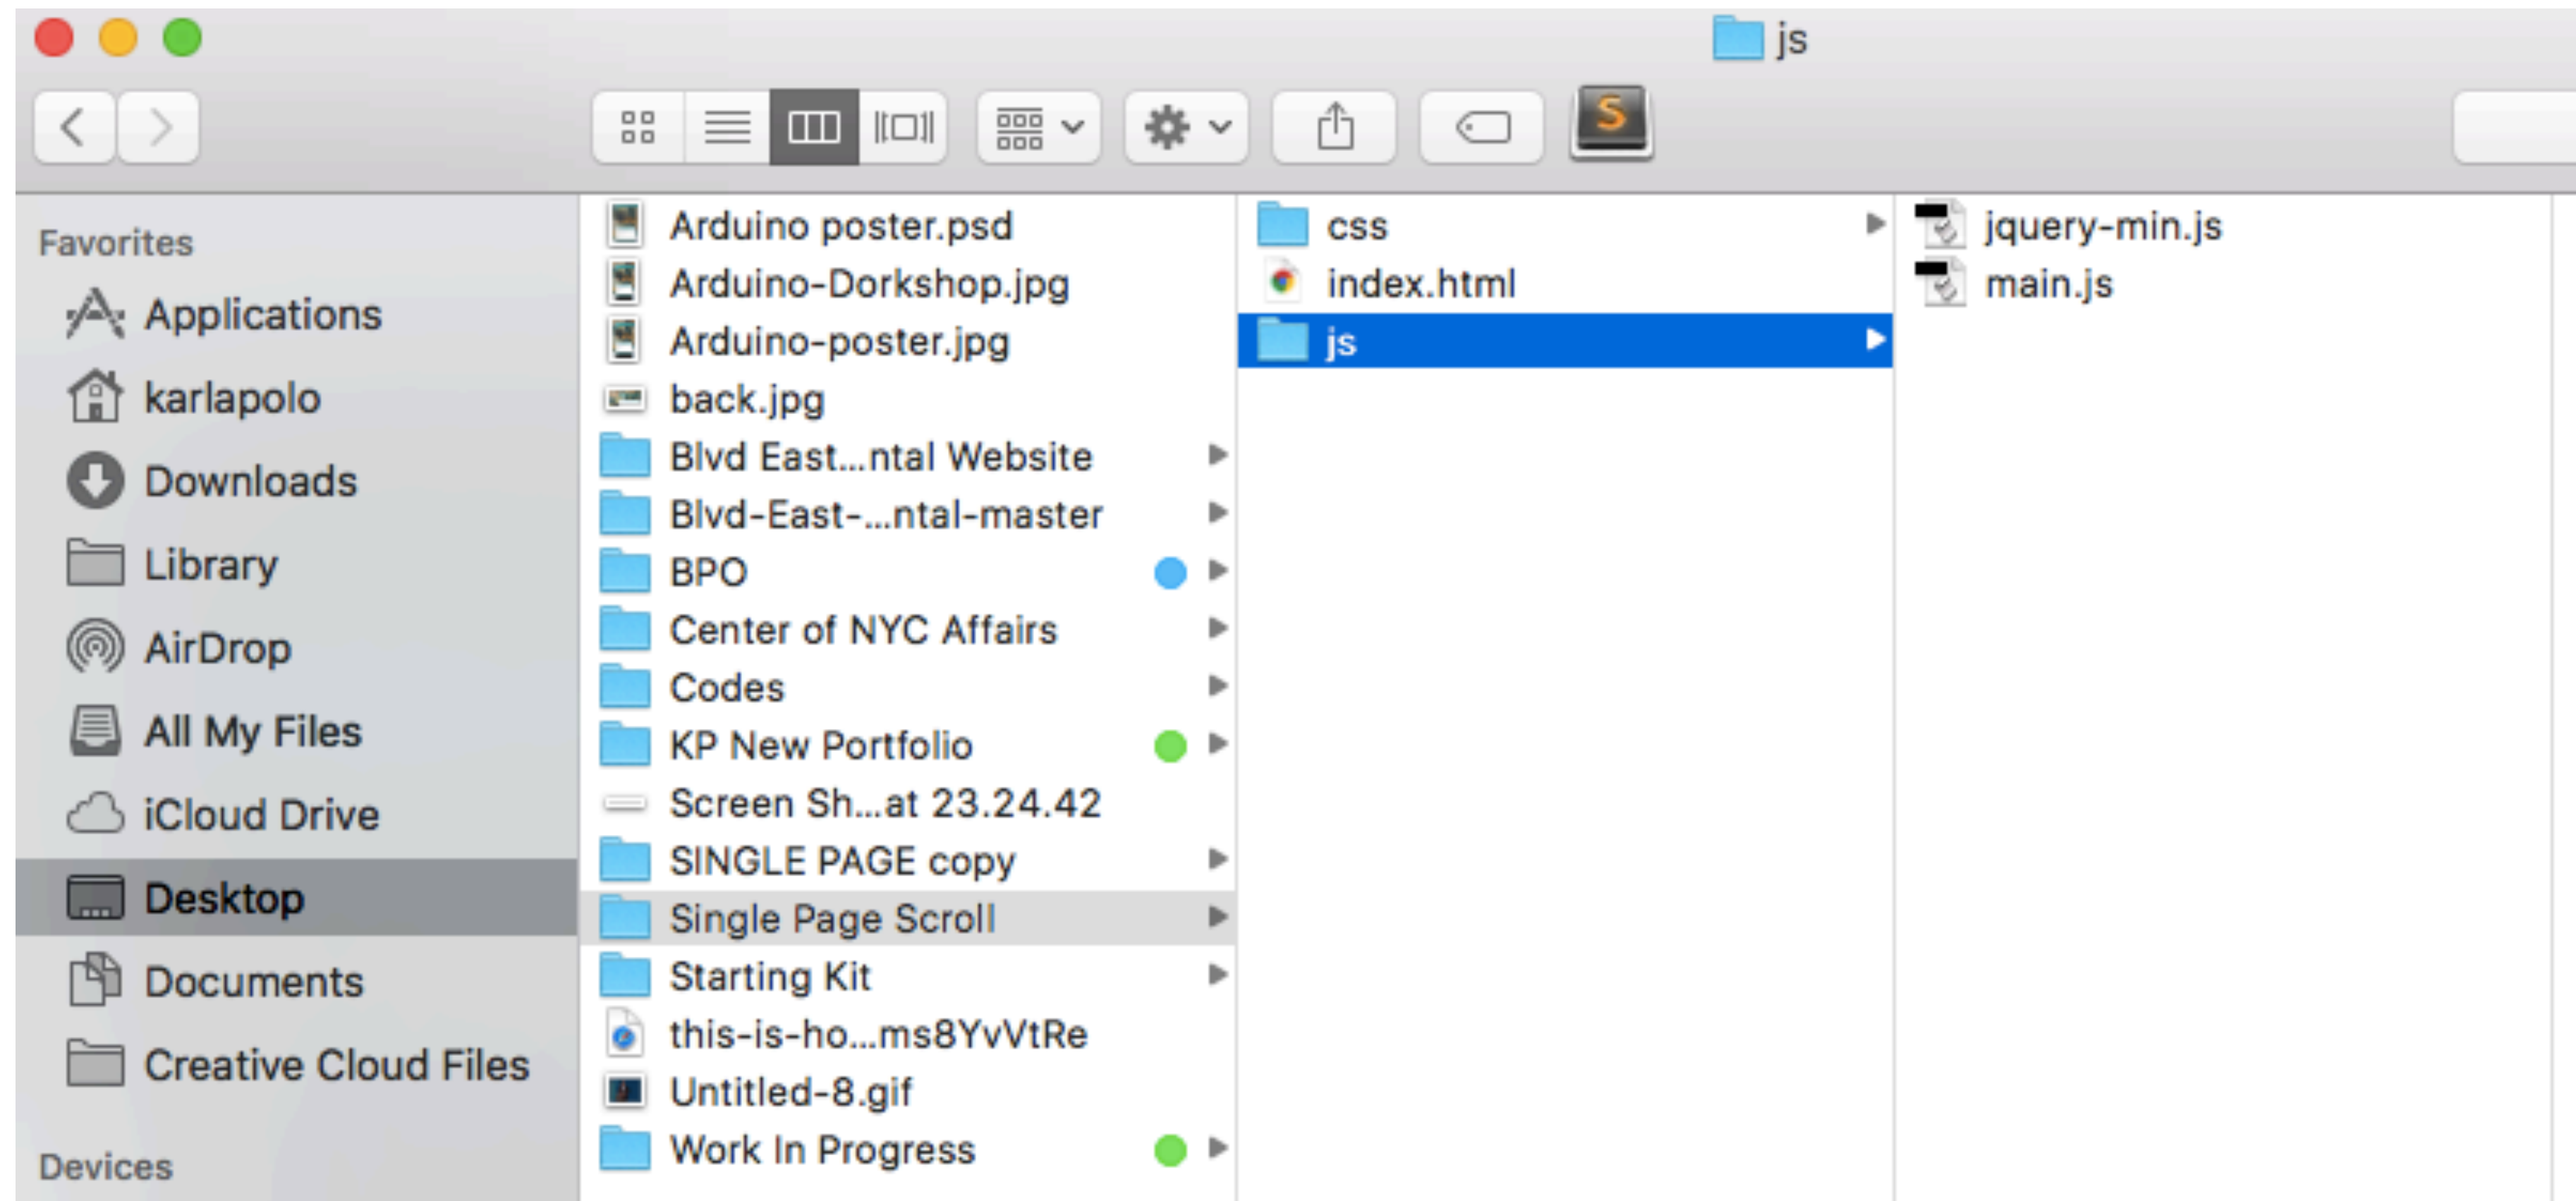 js
S
Favorites
Applications
karlapolo
Downloads
Library
AirDrop
All My Files
iCloud Drive
Desktop
Documents
Creative Cloud Files
Devices
Arduino poster.psd
Arduino-Dorkshop.jpg
Arduino-poster.jpg
back.jpg
Blvd East...ntal Website
Blvd-East-...ntal-master
BPO
Center of NYC Affairs
Codes
KP New Portfolio
Screen Sh...at 23.24.42
SINGLE PAGE copy
Single Page Scroll
Starting Kit
this-is-ho...ms8YvVtRe
Untitled-8.gif
Work In Progress
css
index.html
js
jquery-min.js
main.js